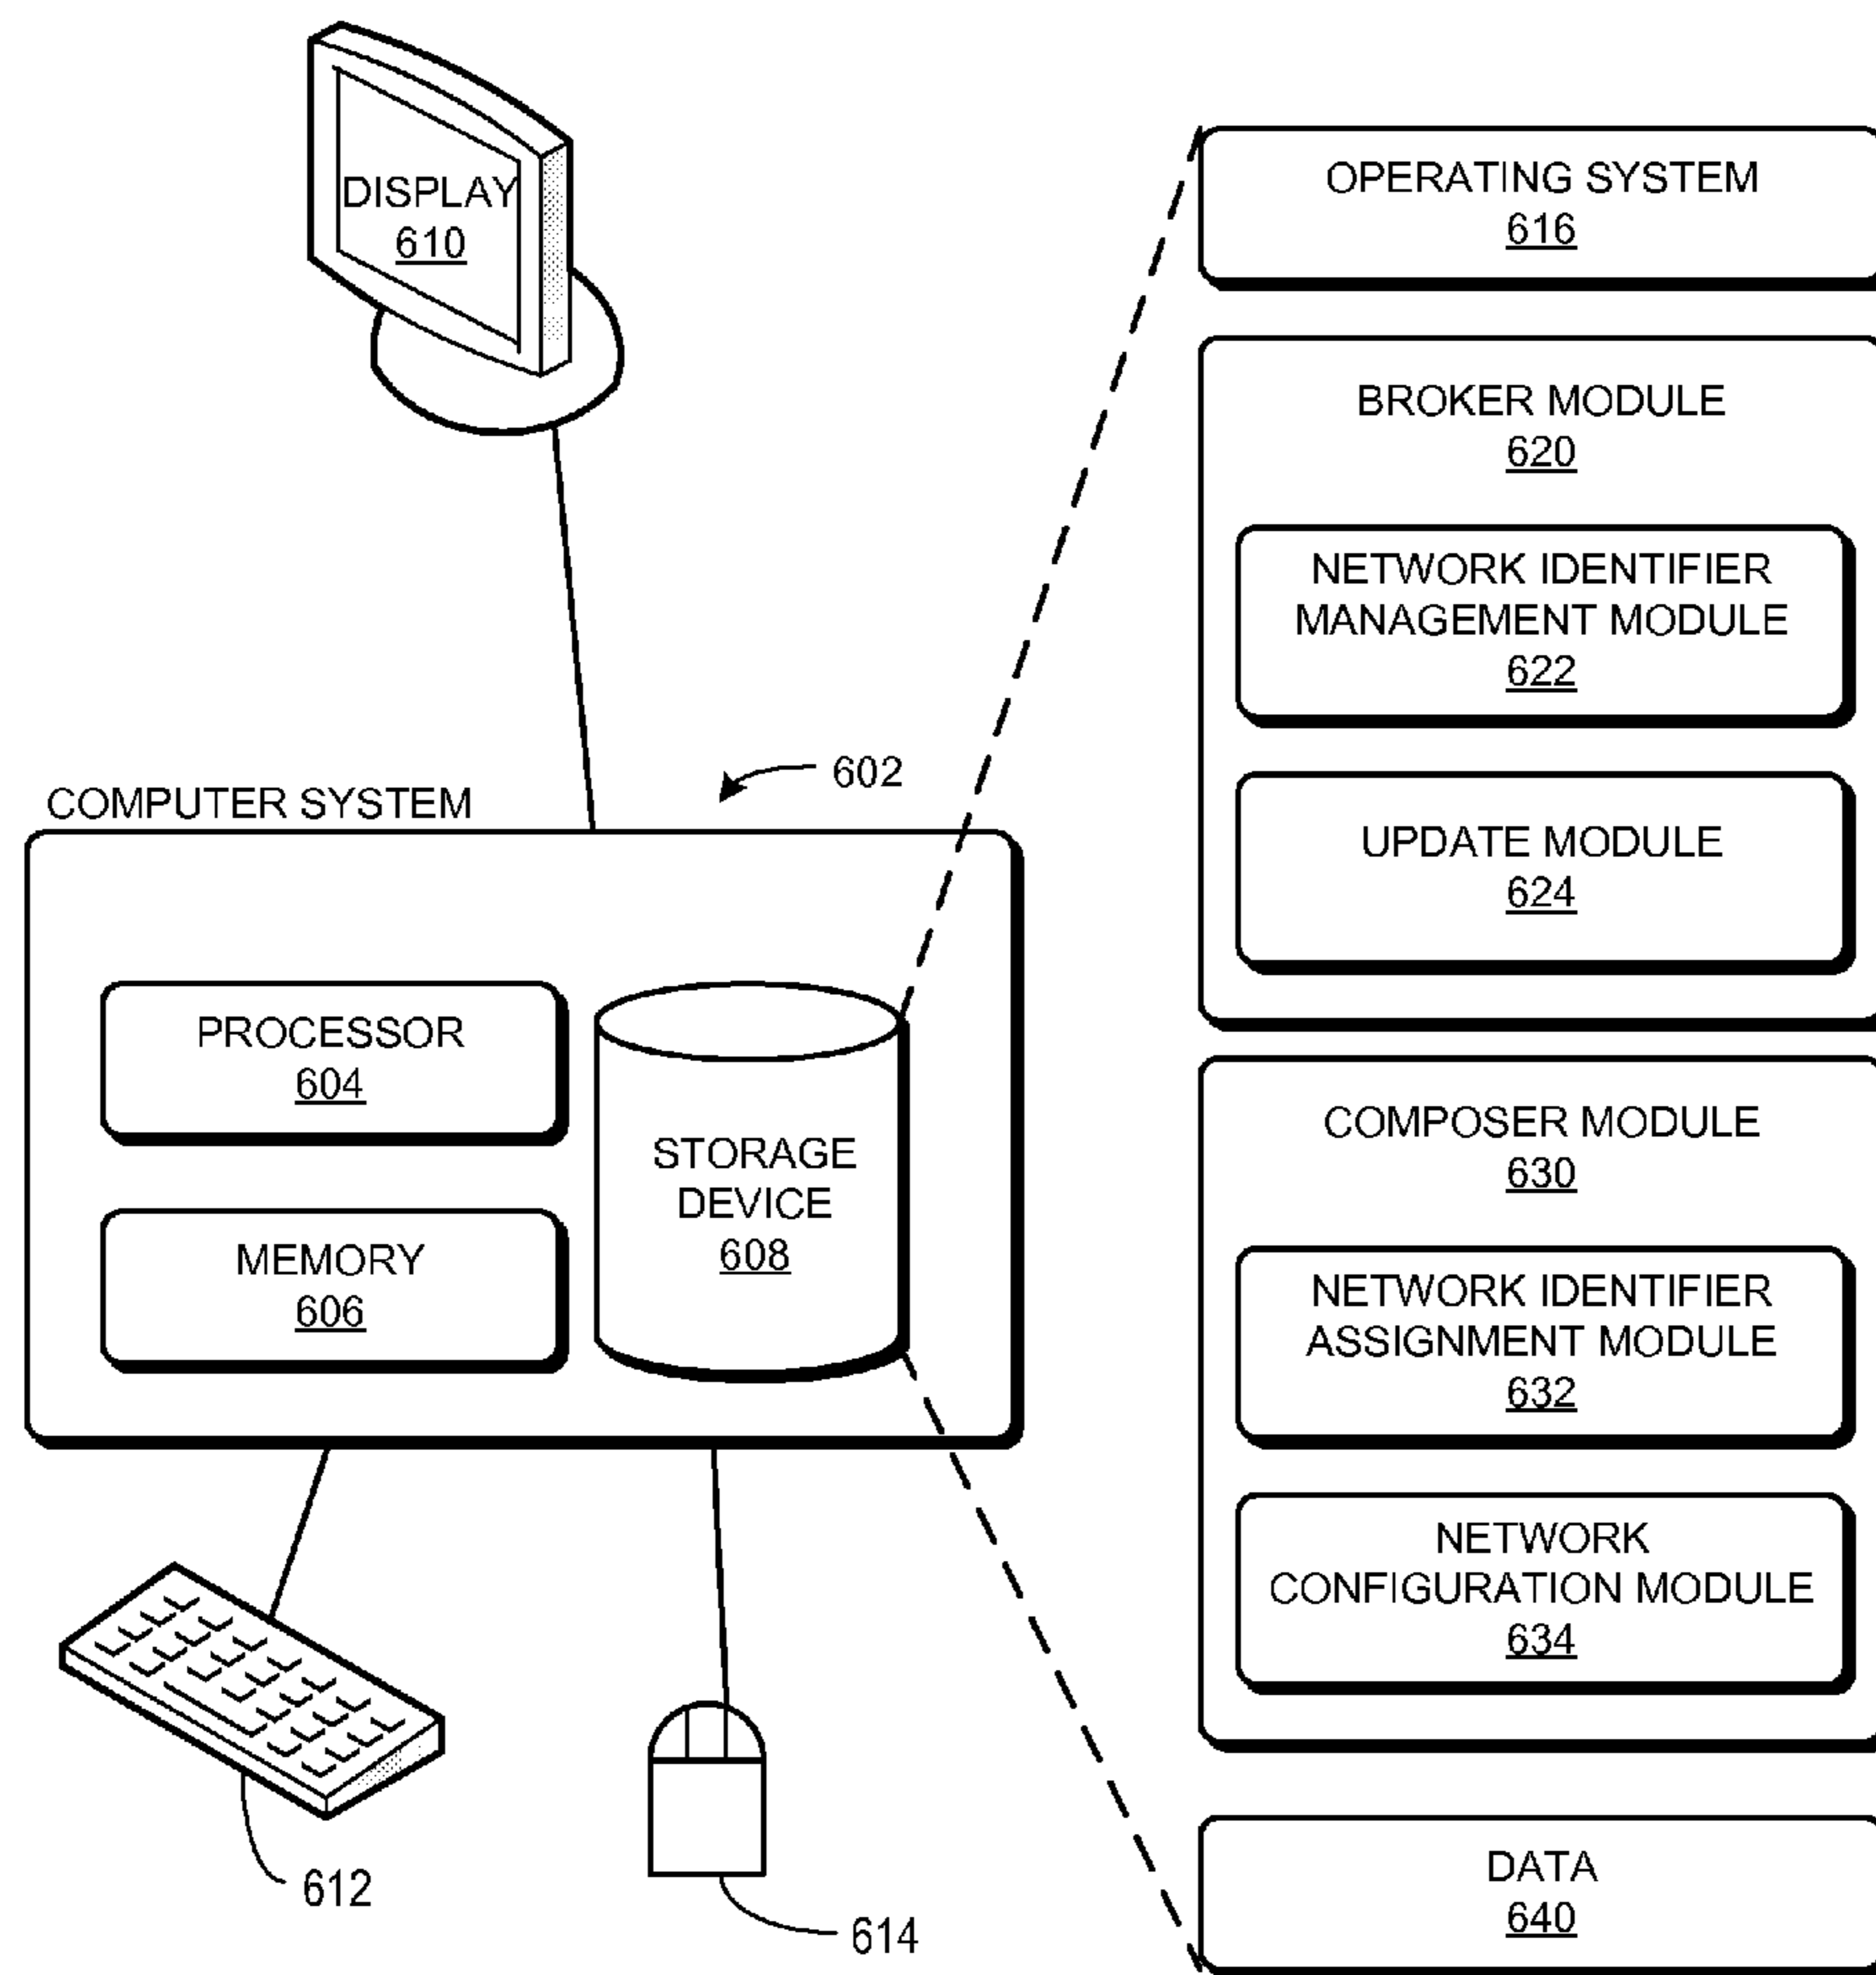 DISPLAY
610
602
COMPUTER SYSTEM
PROCESSOR
604
MEMORY
606
STORAGE
DEVICE
608
612
614
OPERATING SYSTEM
616
BROKER MODULE
620
NETWORK IDENTIFIER
MANAGEMENT MODULE
622
UPDATE MODULE
624
COMPOSER MODULE
630
NETWORK IDENTIFIER
ASSIGNMENT MODULE
632
NETWORK
CONFIGURATION MODULE
634
DATA
640